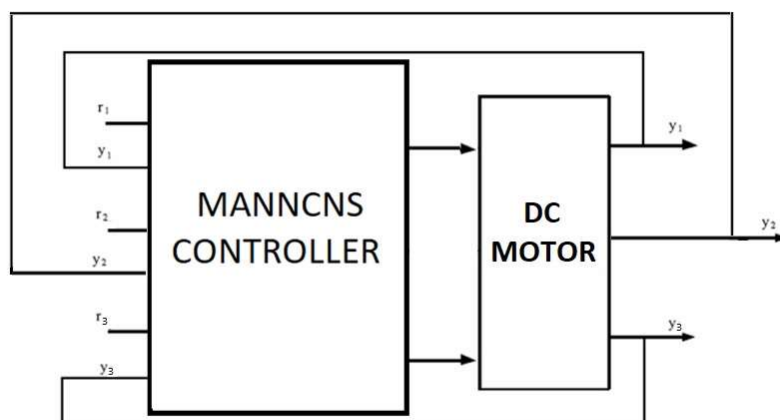 r₁
y₁
r₂
y₂
r₃
y₃
MANNCNS
CONTROLLER
DC
MOTOR
y₁
y₂
y₃